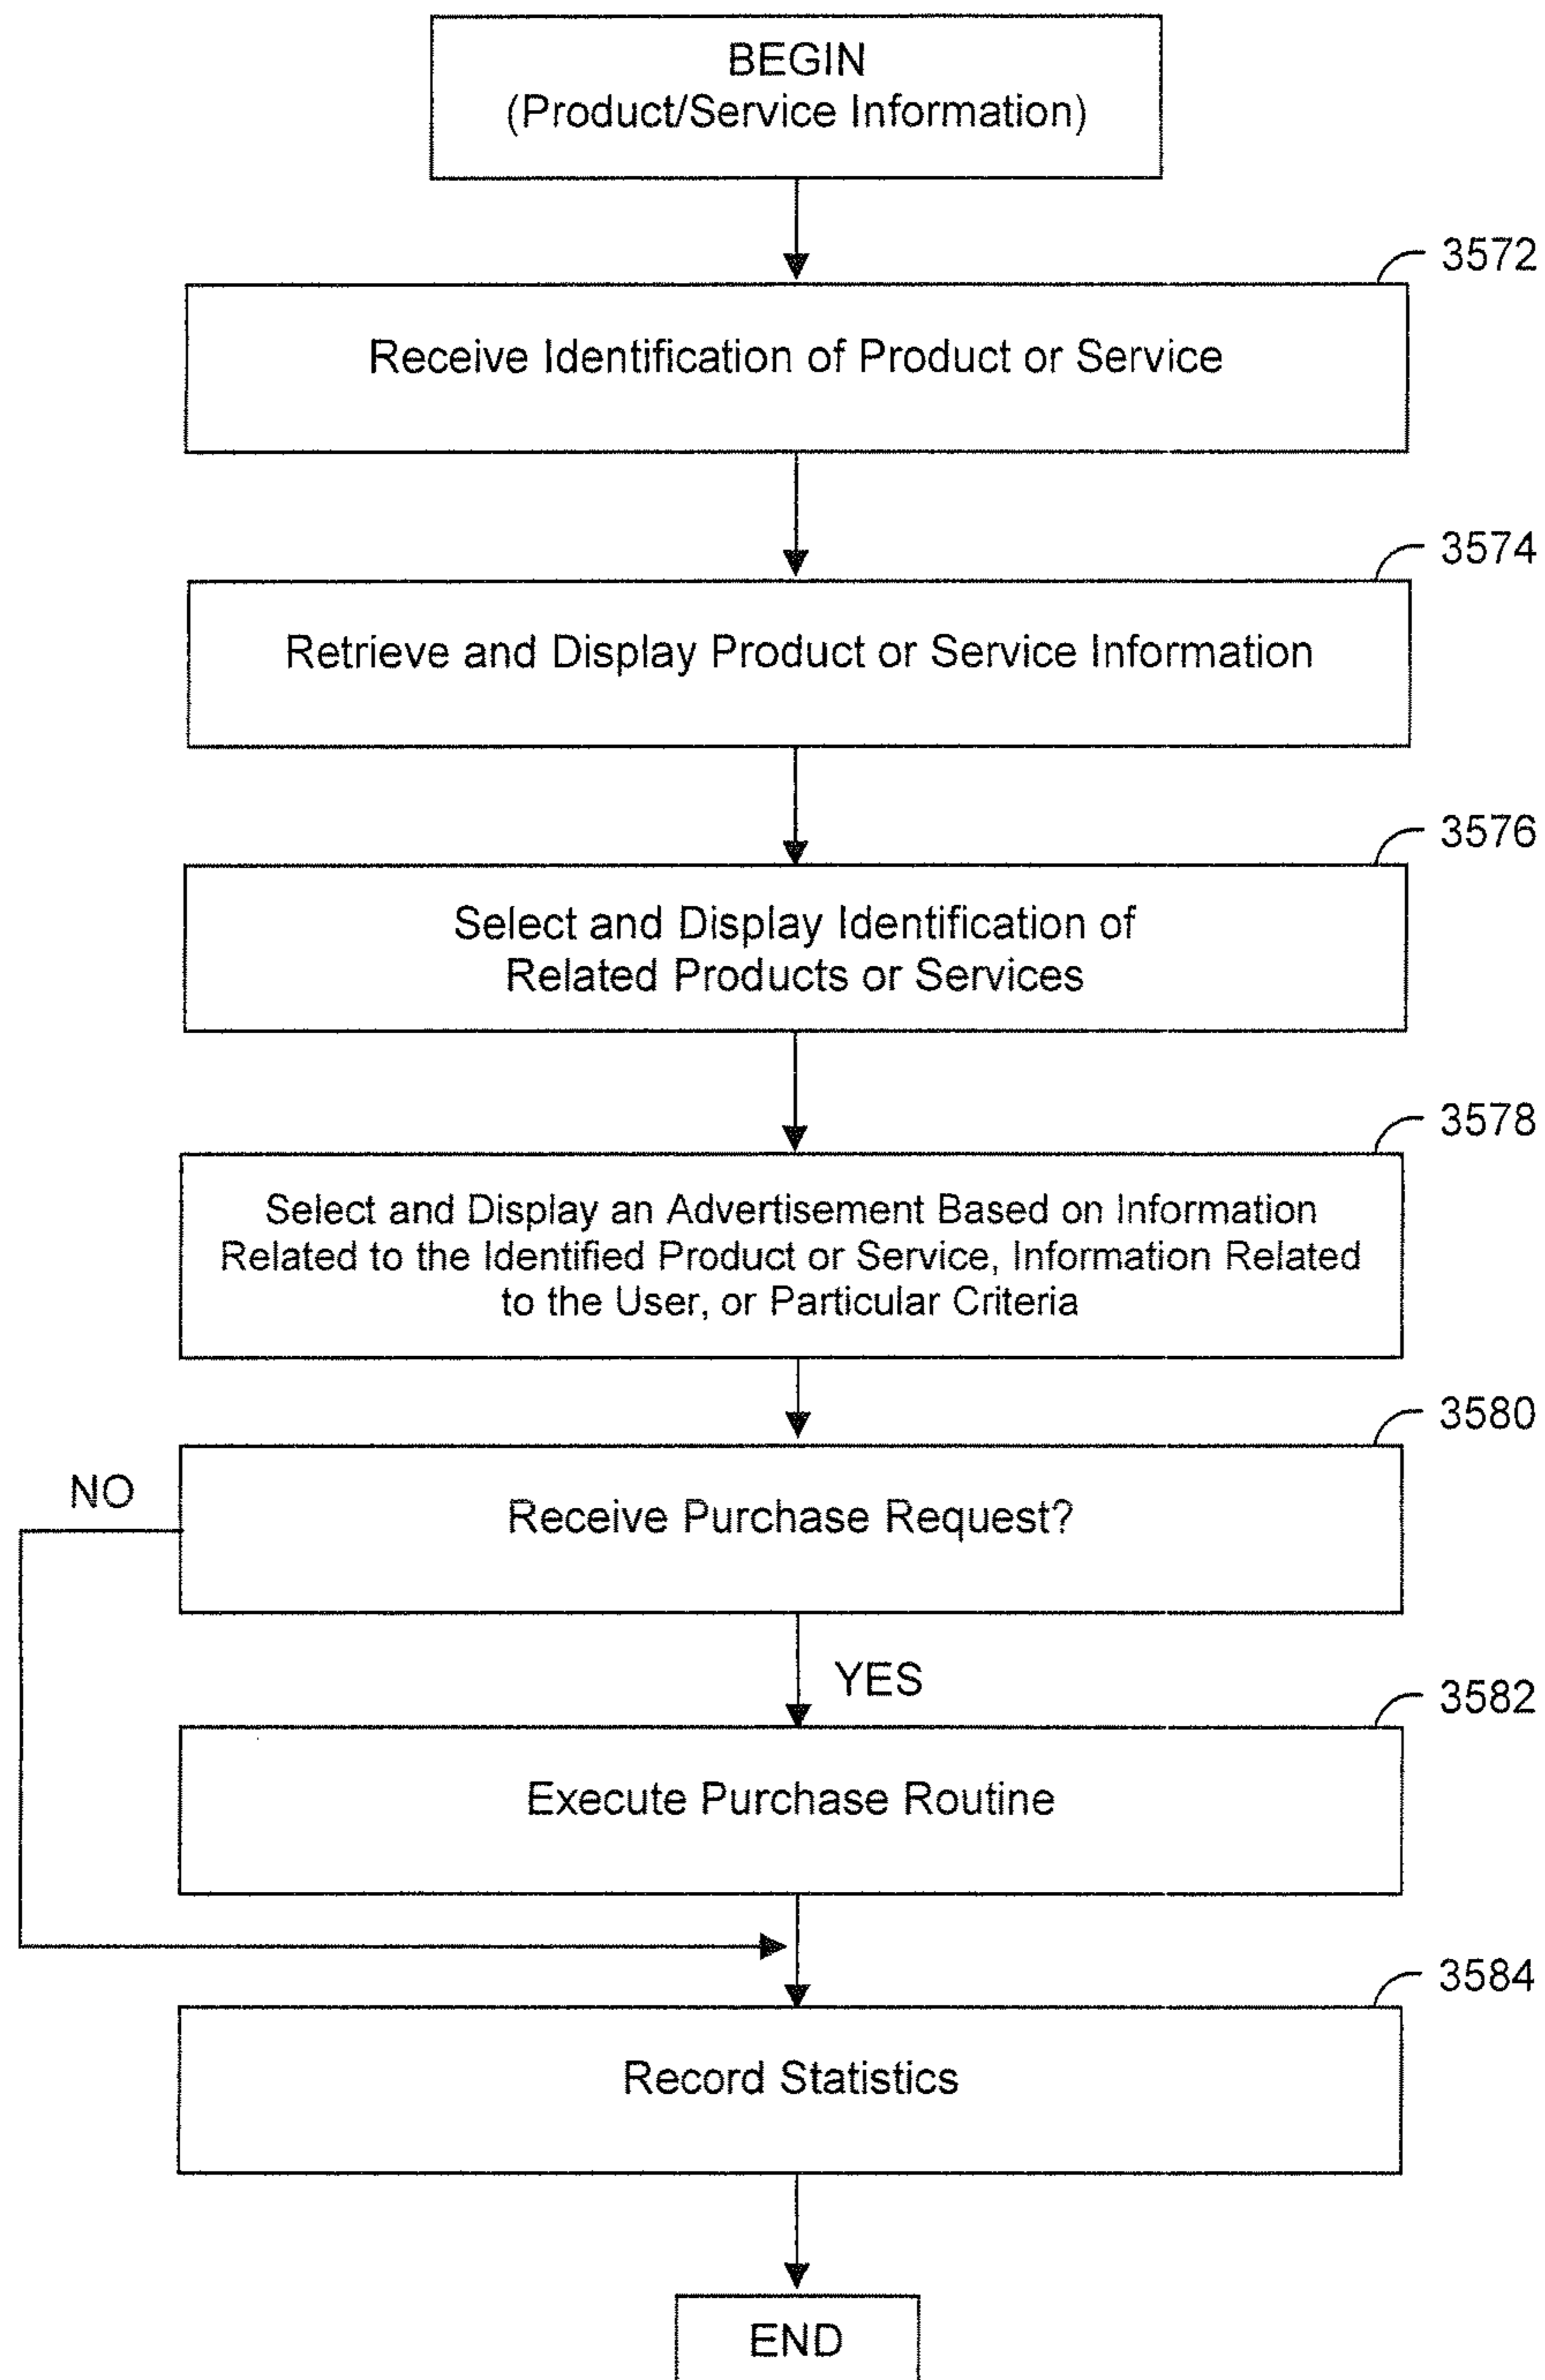 BEGIN
(Product/Service Information)
3572
Receive Identification of Product or Service
3574
Retrieve and Display Product or Service Information
3576
Select and Display Identification of
Related Products or Services
3578
Select and Display an Advertisement Based on Information
Related to the Identified Product or Service, Information Related
to the User, or Particular Criteria
3580
NO
Receive Purchase Request?
YES
3582
Execute Purchase Routine
3584
Record Statistics
END